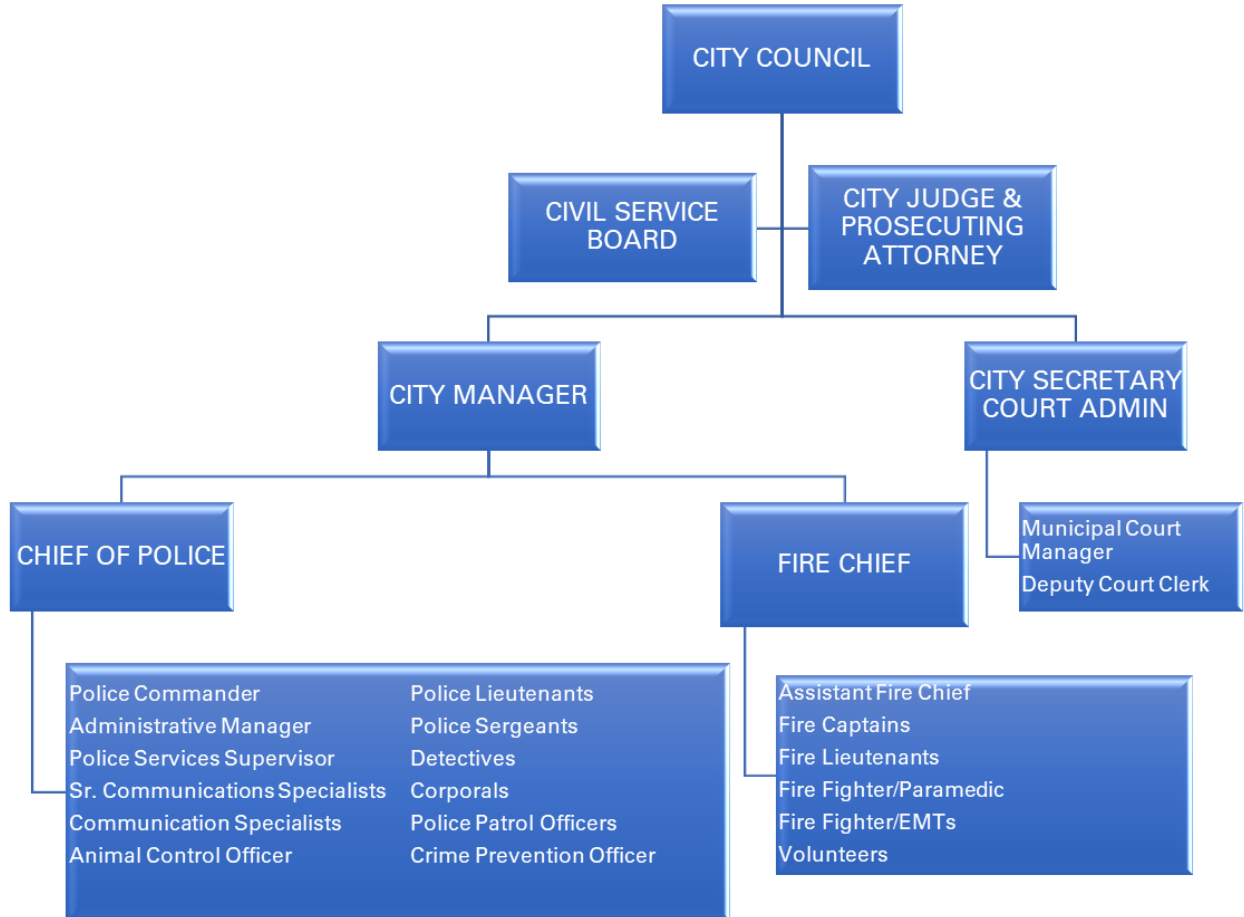 CITY COUNCIL
CIVIL SERVICE
BOARD
CITY JUDGE &
PROSECUTING
ATTORNEY
CITY MANAGER
CITY SECRETARY
COURT ADMIN
CHIEF OF POLICE
FIRE CHIEF
Municipal Court
Manager
Deputy Court Clerk
Police Commander
Administrative Manager
Police Services Supervisor
Sr. Communications Specialists
Communication Specialists
Animal Control Officer
Police Lieutenants
Police Sergeants
Detectives
Corporals
Police Patrol Officers
Crime Prevention Officer
Assistant Fire Chief
Fire Captains
Fire Lieutenants
Fire Fighter/Paramedic
Fire Fighter/EMTs
Volunteers